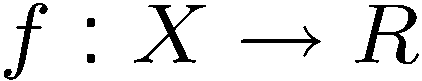 f : X → R